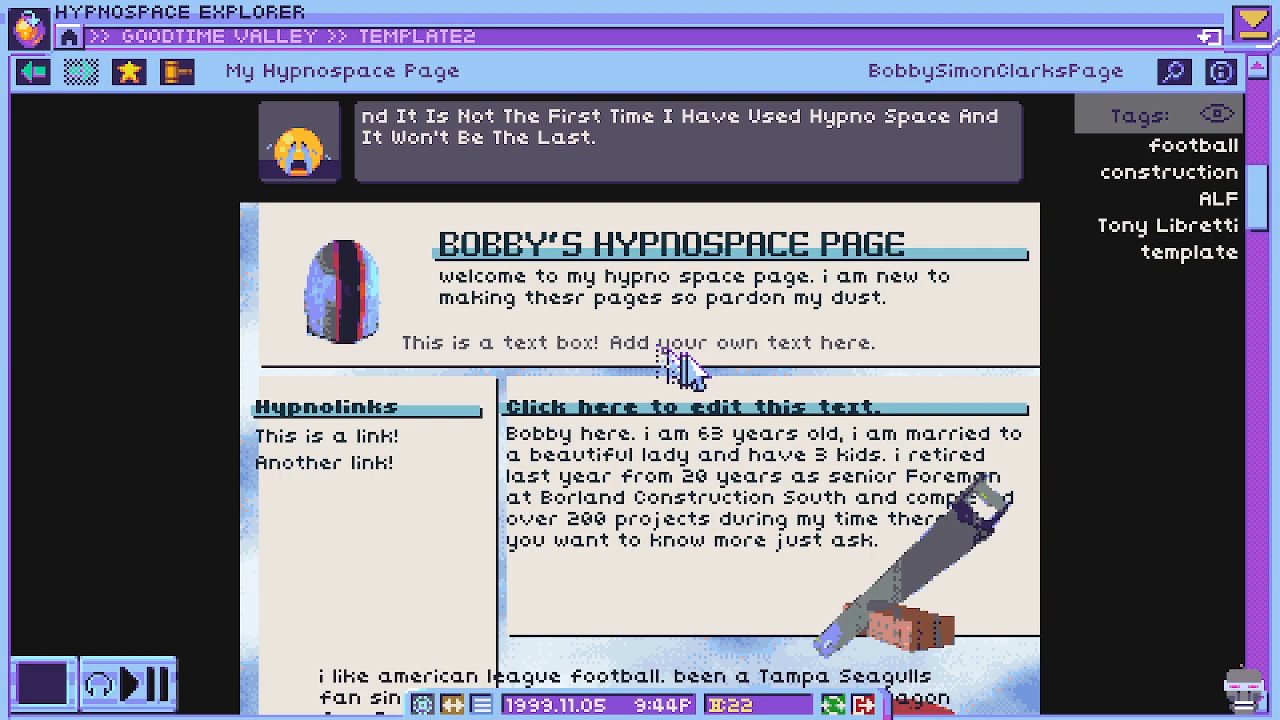 HYPNOSPACE EXPLORER
>> GOODTIME VALLEY >> TEMPLATE2
My Hypnospace Page
BobbySimonClarksPage
nd It Is Not The First Time I Have Used Hypno Space And
It Won't Be The Last.
Tags:
football
construction
ALF
Tony Libretti
template
BOBBY'S HYPNOSPACE PAGE
welcome to my hypno space page. i am new to
making thesr pages so pardon my dust.
This is a text box! Add your own text here.
Hypnolinks
This is a link!
Another link!
Click here to edit this text.
Bobby here. i am 63 years old, i am married to
a beautiful lady and have 3 kids. i retired
last year from 20 years as senior Foreman
at Borland Construction South and
over 200 projects during my time
you want to know more just ask.
i like american league football. been a Tampa Seagulls
fan
1999.11.05 9:44P